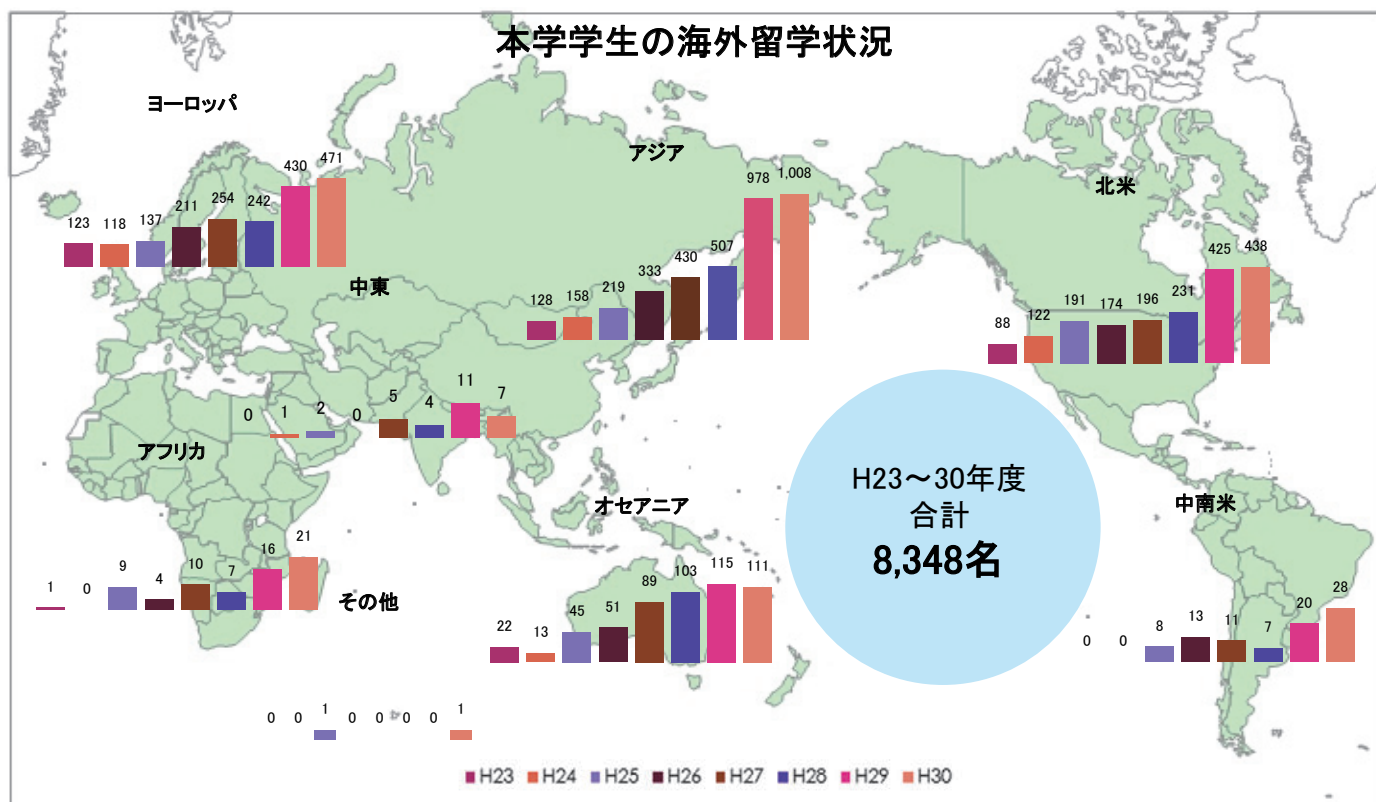 本学学生の海外留学状況
ヨーロッパ
123 118 137 211 254 242 430 471
アジア
128 158 219 333 430 507 978 1,008
北米
88 122 191 174 196 231 425 438
中東
0 1 2 0 5 4 11 7
アフリカ
1 0 9 4 10 7 16 21
オセアニア
22 13 45 51 89 103 115 111
H23～30年度
合計
8,348名
中南米
0 0 8 13 11 7 20 28
その他
0 0 1 0 0 0 0 1
H23 H24 H25 H26 H27 H28 H29 H30